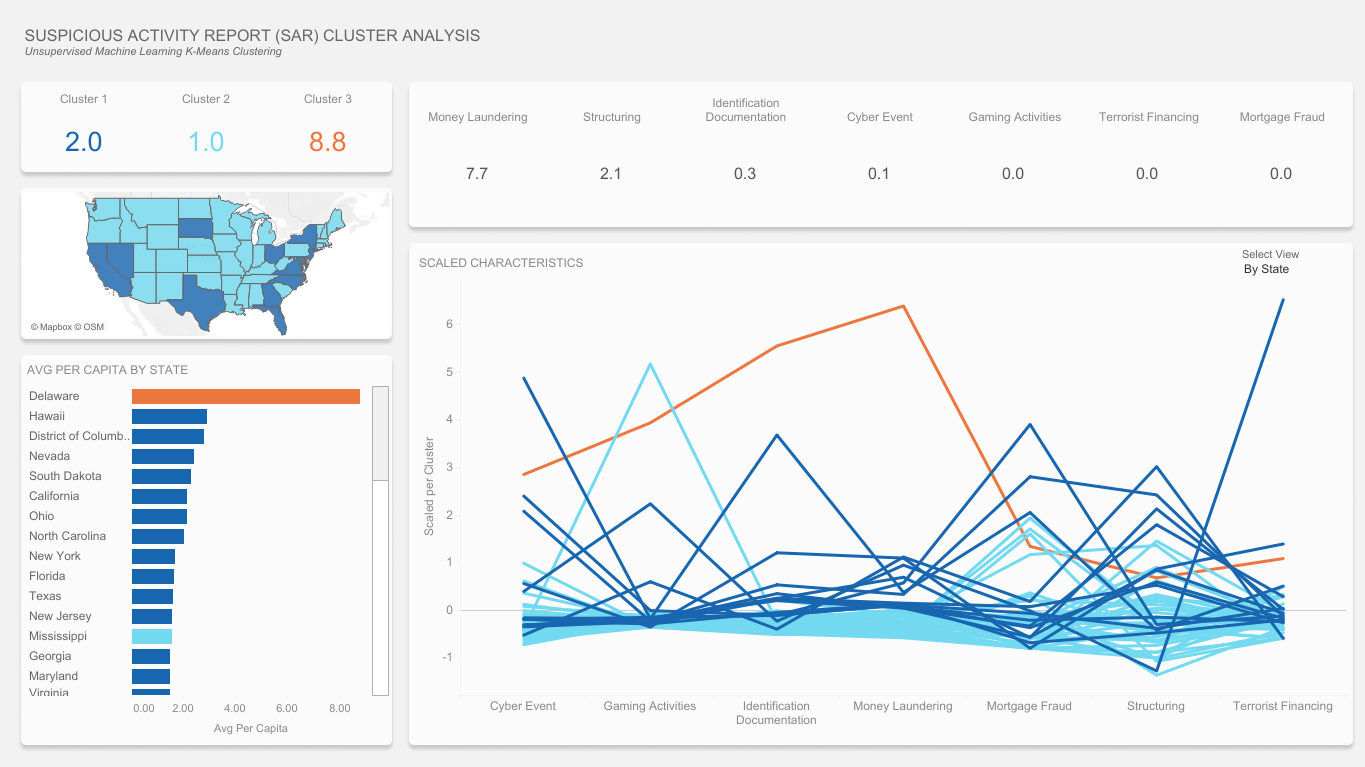 SUSPICIOUS ACTIVITY REPORT (SAR) CLUSTER ANALYSIS
Unsupervised Machine Learning K-Means Clustering
Cluster 1
Cluster 2
Cluster 3
2.0
1.0
8.8
© Mapbox © OSM
AVG PER CAPITA BY STATE
Delaware
Hawaii
District of Columb..
Nevada
South Dakota
California
Ohio
North Carolina
New York
Florida
Texas
New Jersey
Mississippi
Georgia
Maryland
Virginia
0.00 2.00 4.00 6.00 8.00
Avg Per Capita
Money Laundering
Structuring
Identification
Documentation
Cyber Event
Gaming Activities
Terrorist Financing
Mortgage Fraud
7.7
2.1
0.3
0.1
0.0
0.0
0.0
SCALED CHARACTERISTICS
Select View
By State
Scaled per Cluster
6
5
4
3
2
1
0
-1
Cyber Event
Gaming Activities
Identification
Documentation
Money Laundering
Mortgage Fraud
Structuring
Terrorist Financing